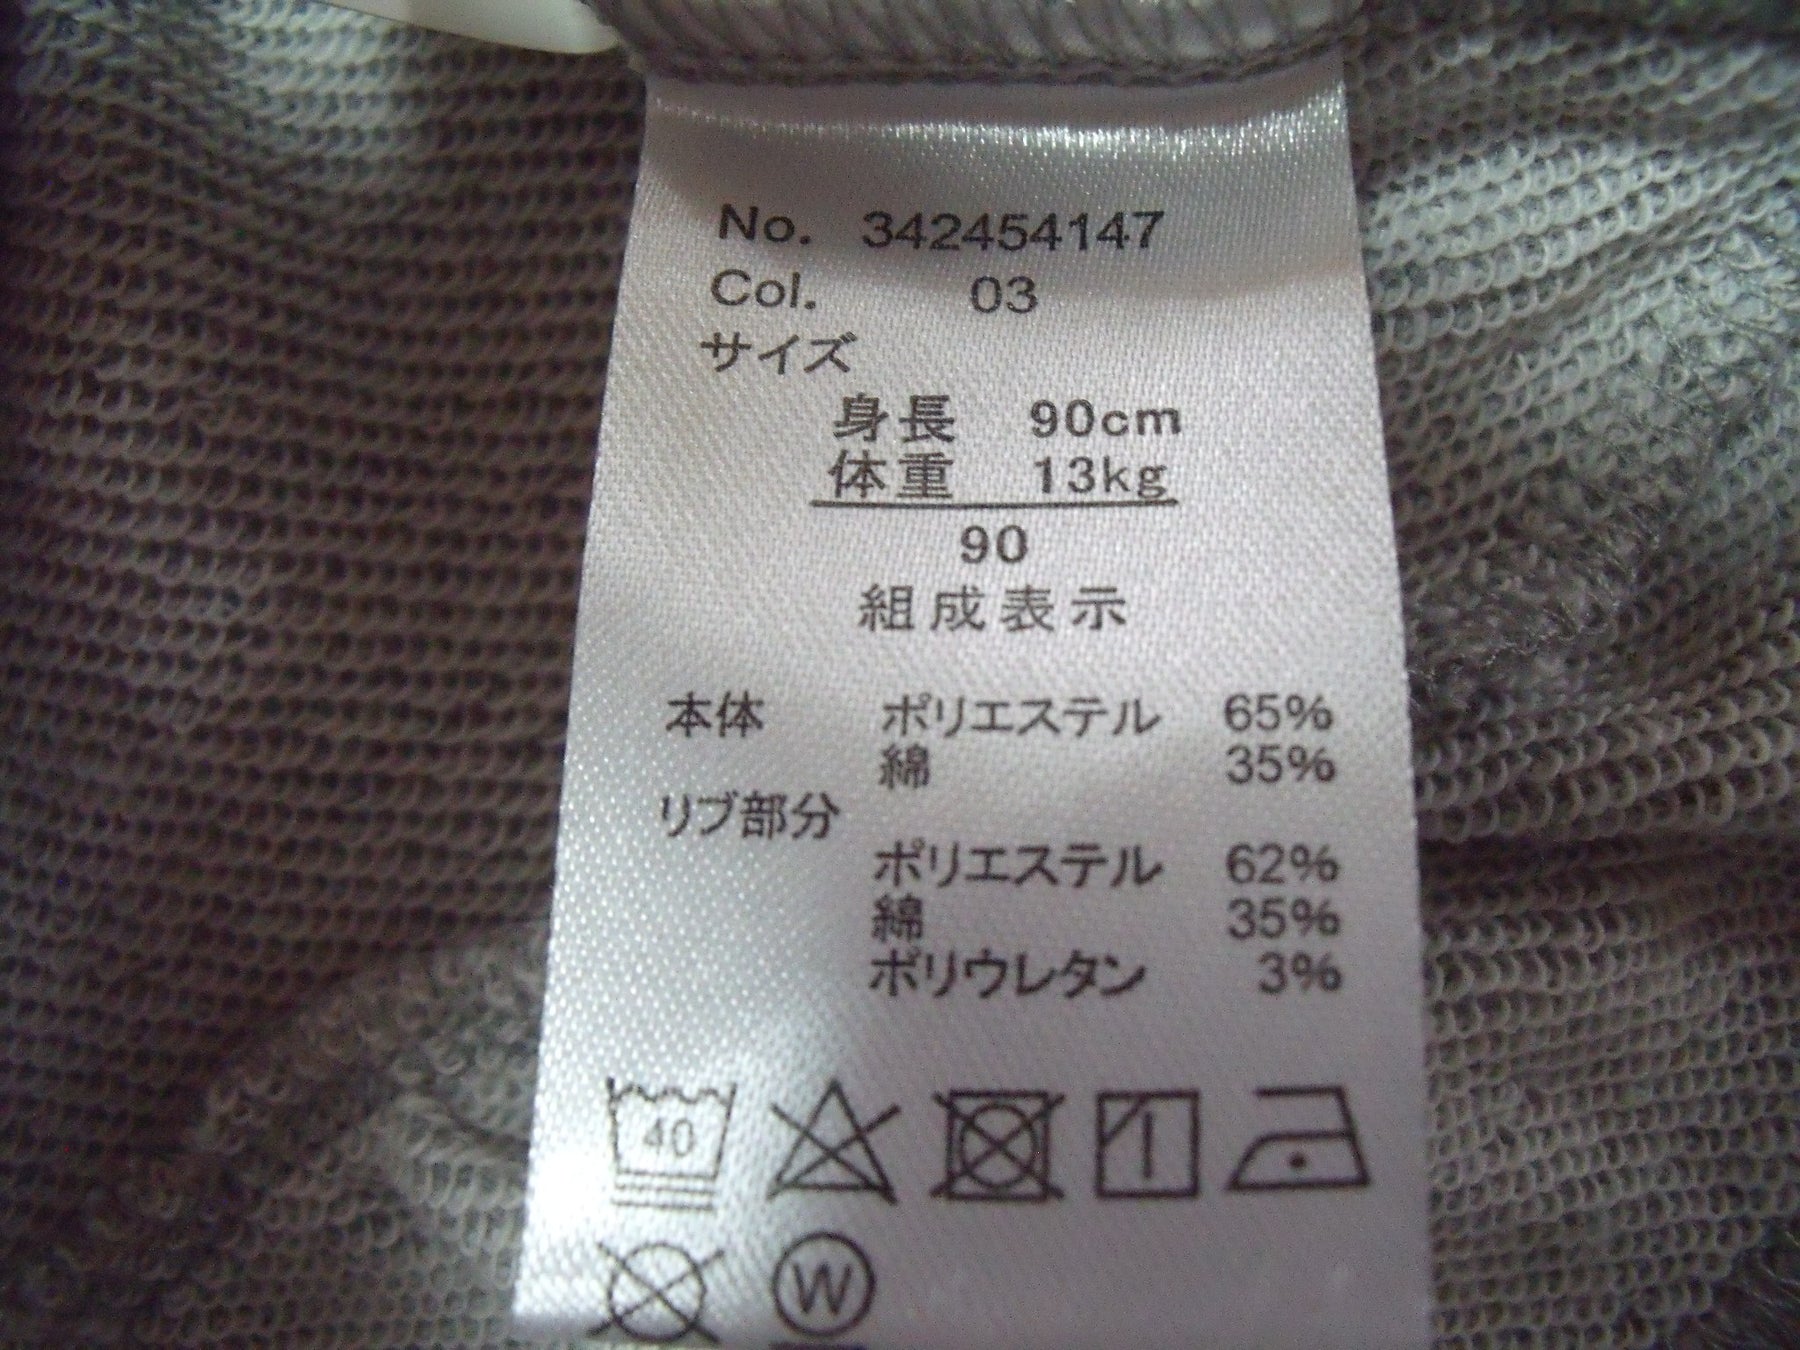 No. 342454147
Col. 03
サイズ
身長 90cm
体重 13kg
90
組成表示
本体 ポリエステル 65%
綿 35%
リブ部分
ポリエステル 62%
綿 35%
ポリウレタン 3%
40
W